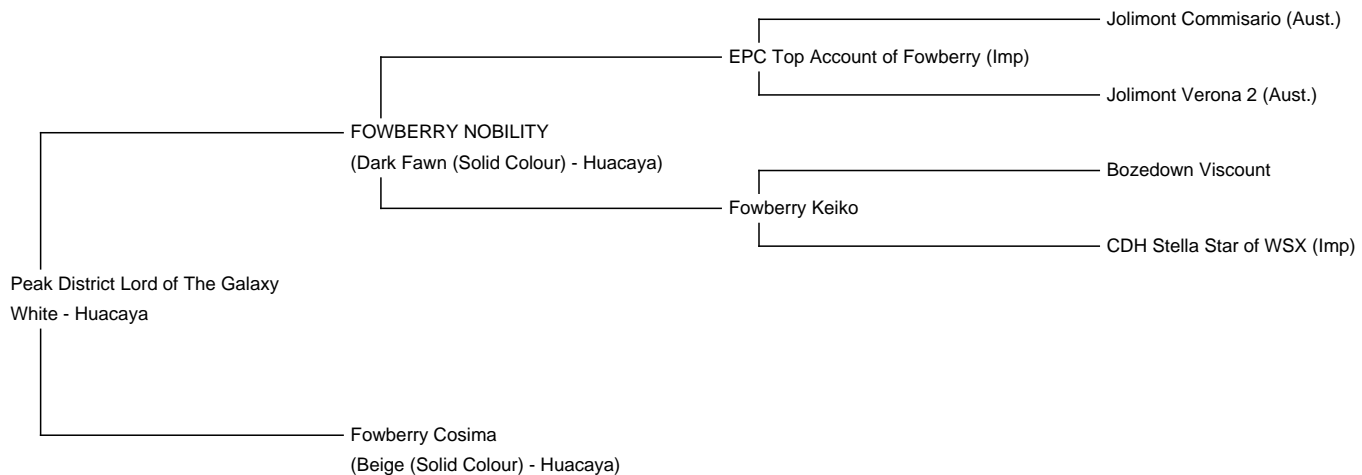 Jolimont Commisario (Aust.)
EPC Top Account of Fowberry (Imp)
Jolimont Verona 2 (Aust.)
FOWBERRY NOBILITY
(Dark Fawn (Solid Colour) - Huacaya)
Bozedown Viscount
Fowberry Keiko
CDH Stella Star of WSX (Imp)
Peak District Lord of The Galaxy
White - Huacaya
Fowberry Cosima
(Beige (Solid Colour) - Huacaya)